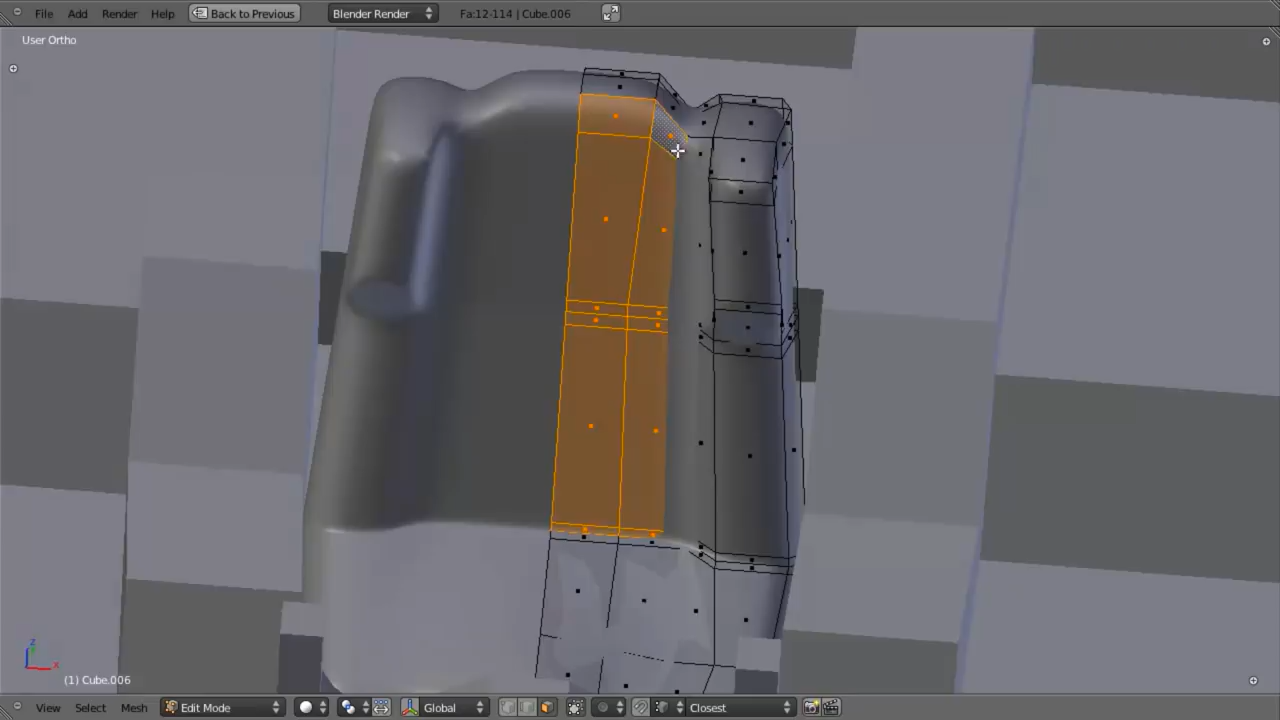 File Add Render Help Back to Previous Blender Render Fa:12-114 | Cube.006
User Ortho
z
x
(1) Cube.006
View Select Mesh Edit Mode Global Closest